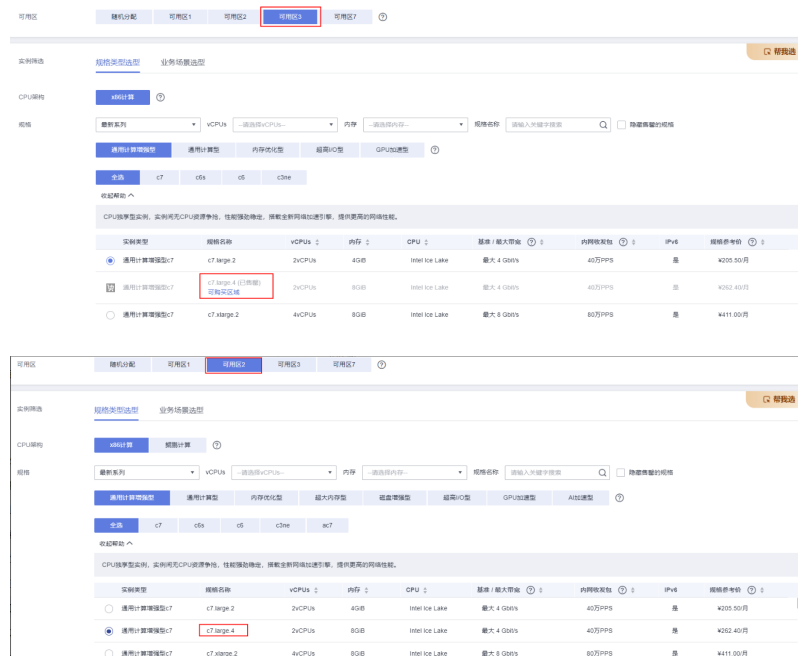 可用区 随机分配 可用区1 可用区2 可用区3 可用区7 ?
帮我选
实例筛选 规格类型选型 业务场景选型
CPU架构 x86计算 ?
规格 最新系列 vCPUs --请选择vCPUs-- 内存 --请选择内存-- 规格名称 请输入关键字搜索 隐藏售罄的规格
通用计算增强型 通用计算型 内存优化型 超高I/O型 GPU加速型 ?
全选 c7 c6s c6 c3ne
收起帮助
CPU独享型实例，实例间无CPU资源争抢，性能强劲稳定，搭载全新网络加速引擎，提供更高的网络性能。
实例类型 规格名称 vCPUs 内存 CPU 基准 / 最大带宽 ? 内网收发包 ? IPv6 规格参考价 ?
通用计算增强型c7 c7.large.2 2vCPUs 4GiB Intel Ice Lake 最大 4 Gbit/s 40万PPS 是 ¥205.50/月
通用计算增强型c7 c7.large.4 (已售罄) 2vCPUs 8GiB Intel Ice Lake 最大 4 Gbit/s 40万PPS 是 ¥262.40/月
可购买区域
通用计算增强型c7 c7.xlarge.2 4vCPUs 8GiB Intel Ice Lake 最大 8 Gbit/s 80万PPS 是 ¥411.00/月
可用区 随机分配 可用区1 可用区2 可用区3 可用区7 ?
帮我选
实例筛选 规格类型选型 业务场景选型
CPU架构 x86计算 鲲鹏计算 ?
规格 最新系列 vCPUs --请选择vCPUs-- 内存 --请选择内存-- 规格名称 请输入关键字搜索 隐藏售罄的规格
通用计算增强型 通用计算型 内存优化型 超大内存型 磁盘增强型 超高I/O型 GPU加速型 AI加速型 ?
全选 c7 c6s c6 c3ne ac7
收起帮助
CPU独享型实例，实例间无CPU资源争抢，性能强劲稳定，搭载全新网络加速引擎，提供更高的网络性能。
实例类型 规格名称 vCPUs 内存 CPU 基准 / 最大带宽 ? 内网收发包 ? IPv6 规格参考价 ?
通用计算增强型c7 c7.large.2 2vCPUs 4GiB Intel Ice Lake 最大 4 Gbit/s 40万PPS 是 ¥205.50/月
通用计算增强型c7 c7.large.4 2vCPUs 8GiB Intel Ice Lake 最大 4 Gbit/s 40万PPS 是 ¥262.40/月
通用计算增强型c7 c7.xlarge.2 4vCPUs 8GiB Intel Ice Lake 最大 8 Gbit/s 80万PPS 是 ¥411.00/月